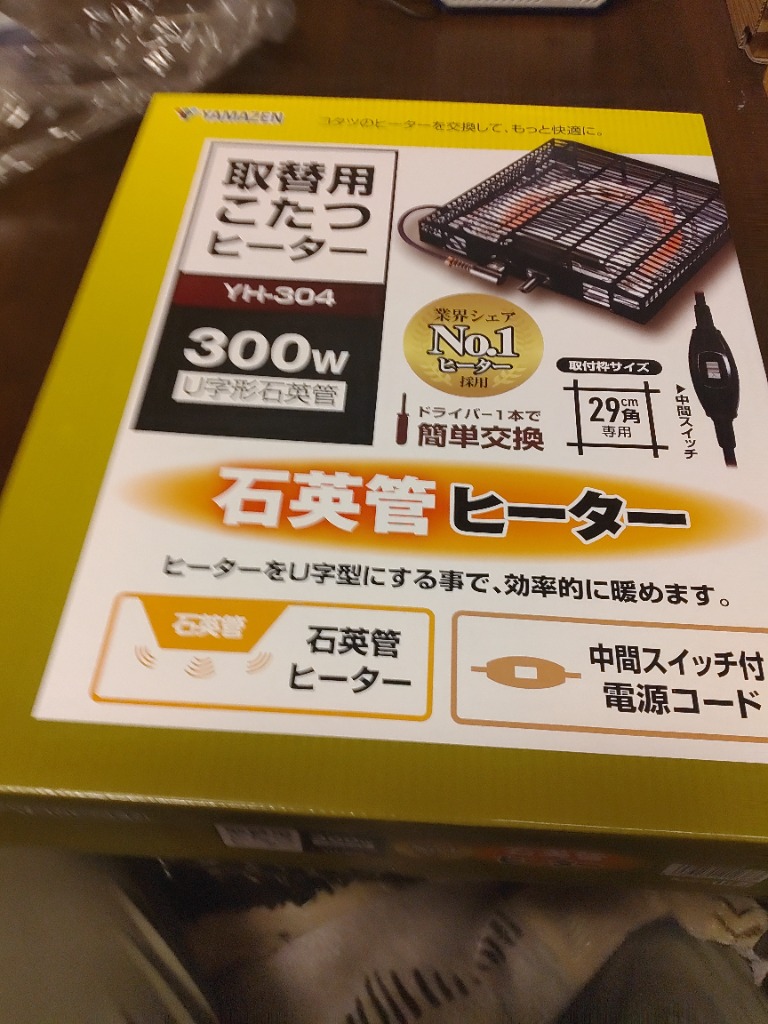 YAMAZEN
コタツのヒーターを交換して、もっと快適に。
取替用
こたつ
ヒーター
YH-304
300W
U字形石英管
業界シェア
No.1
ヒーター
採用
ドライバー1本で
簡単交換
取付枠サイズ
29cm角
専用
▶中間スイッチ
石英管ヒーター
ヒーターをU字型にする事で、効率的に暖めます。
石英管
石英管
ヒーター
中間スイッチ付
電源コード